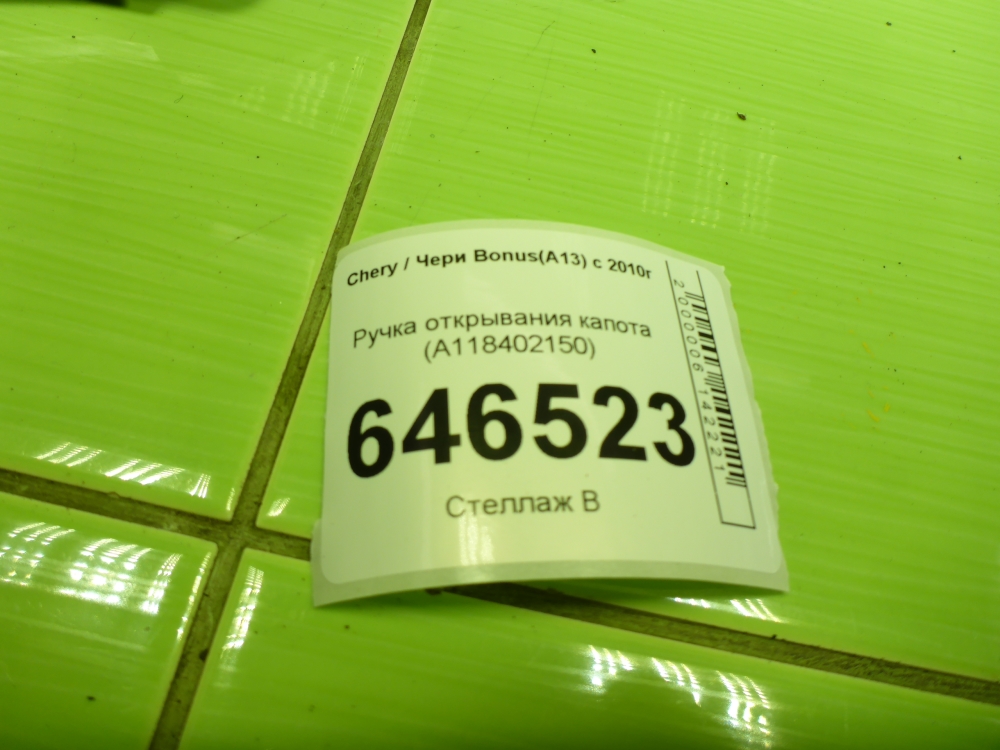 Chery / Чери Bonus(A13) с 2010г
Ручка открывания капота
(A118402150)
646523
Стеллаж В
2000006142221